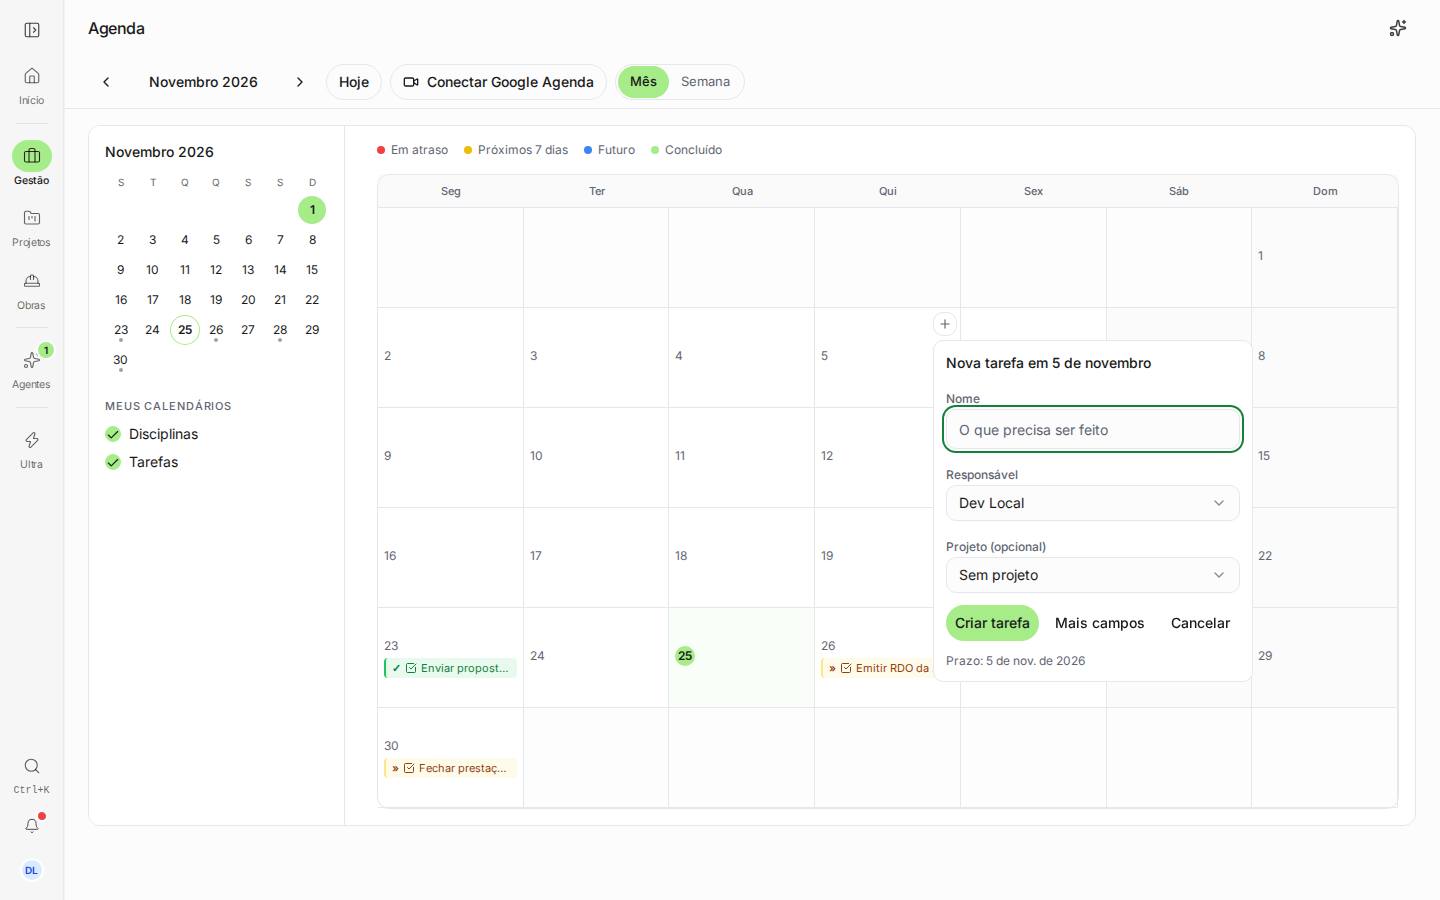 Agenda
Início
Gestão
Projetos
Obras
1
Agentes
Ultra
Ctrl+K
DL
Novembro 2026
Hoje
Conectar Google Agenda
Mês
Semana
Novembro 2026
S T Q Q S S D
1
2 3 4 5 6 7 8
9 10 11 12 13 14 15
16 17 18 19 20 21 22
23 24 25 26 27 28 29
30
MEUS CALENDÁRIOS
Disciplinas
Tarefas
Em atraso
Próximos 7 dias
Futuro
Concluído
Seg Ter Qua Qui Sex Sáb Dom
1
2 3 4 5 8
9 10 11 12 15
16 17 18 19 22
23 24 25 26 29
✓ Enviar propost...
» Emitir RDO da
30
» Fechar prestaç...
Nova tarefa em 5 de novembro
Nome
O que precisa ser feito
Responsável
Dev Local
Projeto (opcional)
Sem projeto
Criar tarefa
Mais campos
Cancelar
Prazo: 5 de nov. de 2026